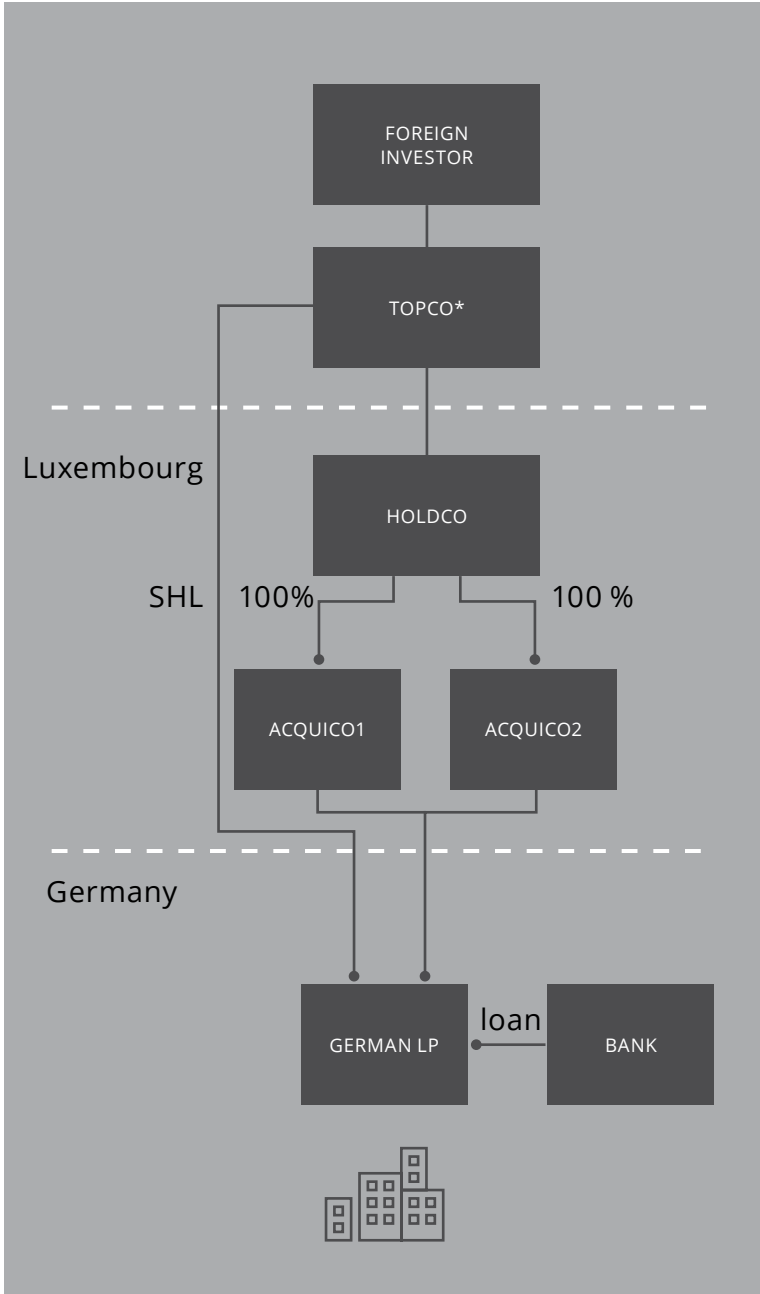 FOREIGN
INVESTOR
TOPCO*
Luxembourg
HOLDCO
SHL
100%
100 %
ACQUICO1
ACQUICO2
Germany
GERMAN LP
loan
BANK